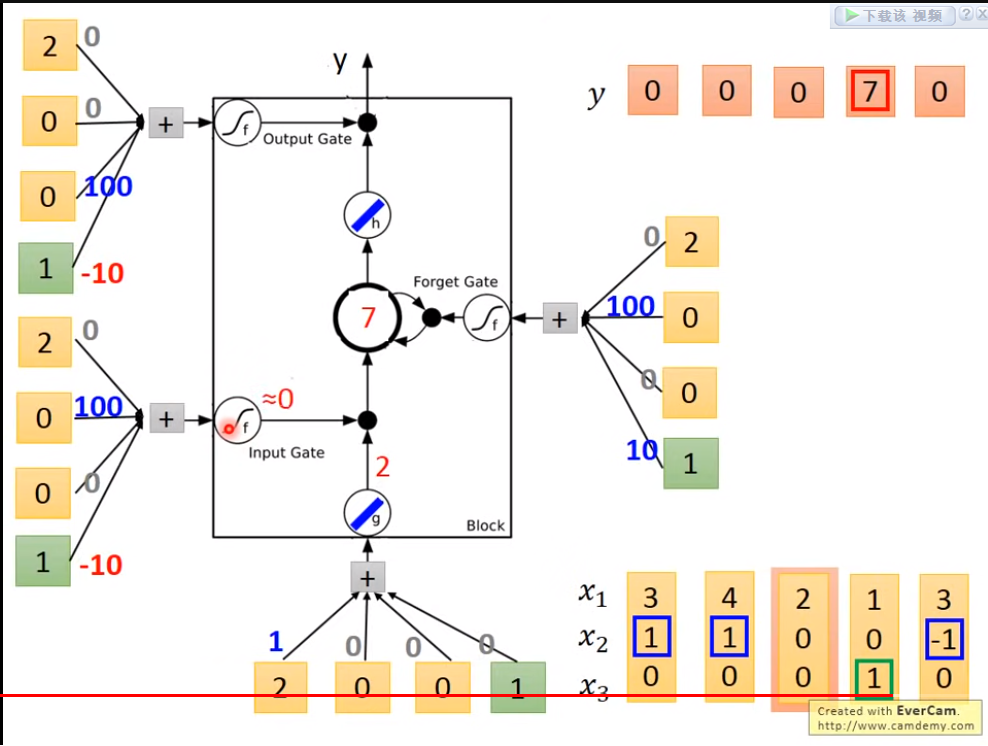 下载该 视频 ? X
2 0
0 0
0 100
1 -10
+
f
Output Gate
y
y 0 0 0 7 0
h
Forget Gate
7
f
+
0 2
100 0
0 0
10 1
2 0
0 100
0 0
1 -10
+
f
≈0
Input Gate
2
g
Block
+
1 0 0 0
2 0 0 1
x1 3 4 2 1 3
x2 1 1 0 0 -1
x3 0 0 0 1 0
Created with EverCam.
http://www.camdemy.com